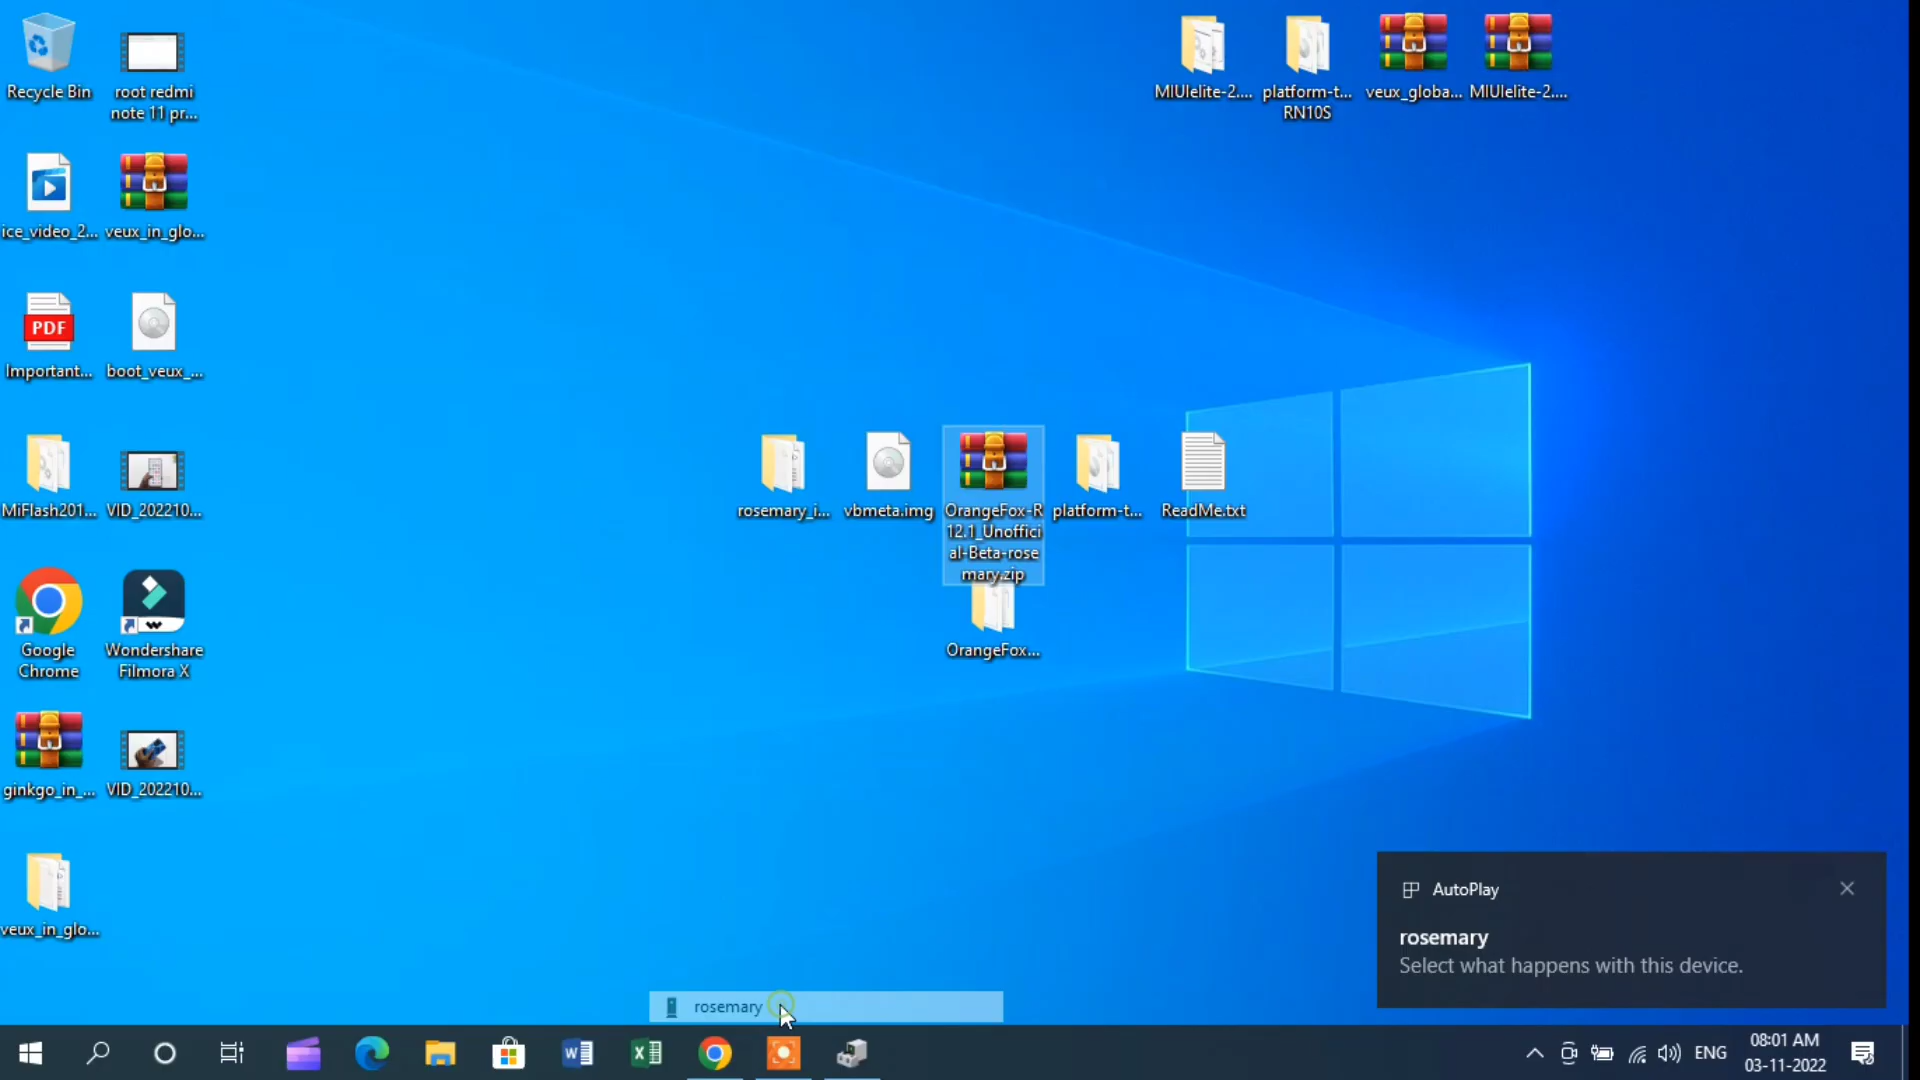 Recycle Bin
root redmi
note 11 pr...
ice_video_2...
veux_in_glo...
PDF
Important...
boot_veux_...
MiFlash201...
VID_202210...
Google
Chrome
Wondershare
Filmora X
ginkgo_in_...
VID_202210...
veux_in_glo...
MIUIelite-2....
platform-t...
RN10S
veux_globa...
MIUIelite-2....
rosemary_i...
vbmeta.img
OrangeFox-R
12.1_Unoffici
al-Beta-rose
mary.zip
platform-t...
ReadMe.txt
OrangeFox...
AutoPlay
rosemary
Select what happens with this device.
rosemary
ENG
08:01 AM
03-11-2022